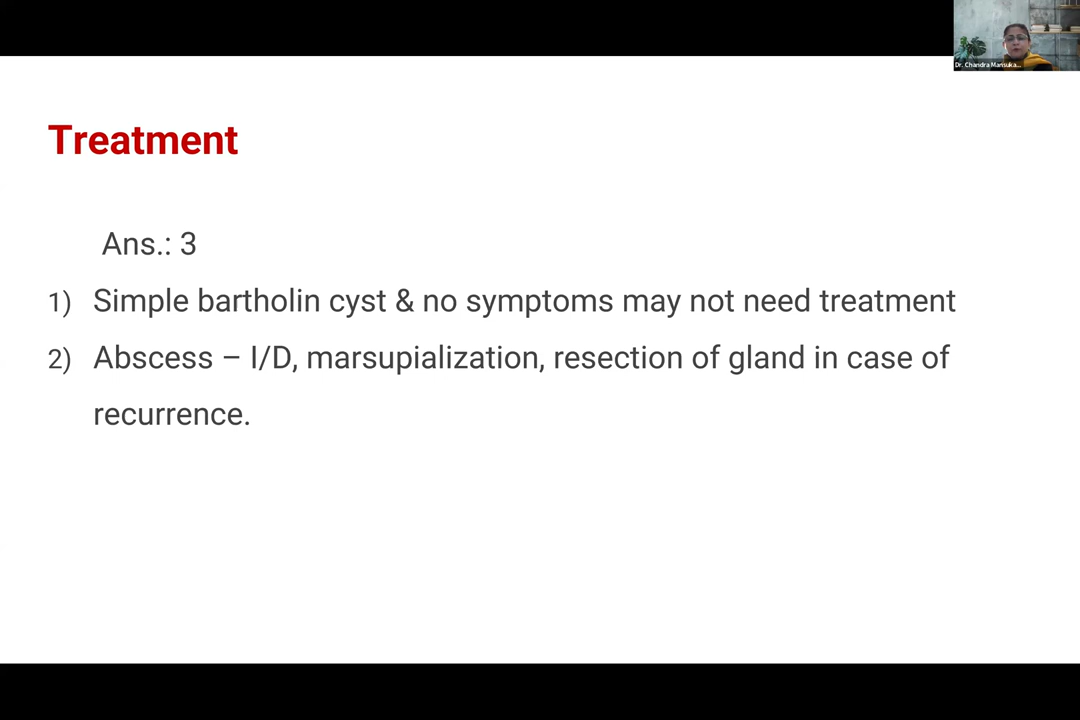 Dr. Chandra Mansuka...
Treatment
Ans.: 3
1) Simple bartholin cyst & no symptoms may not need treatment
2) Abscess – I/D, marsupialization, resection of gland in case of
recurrence.